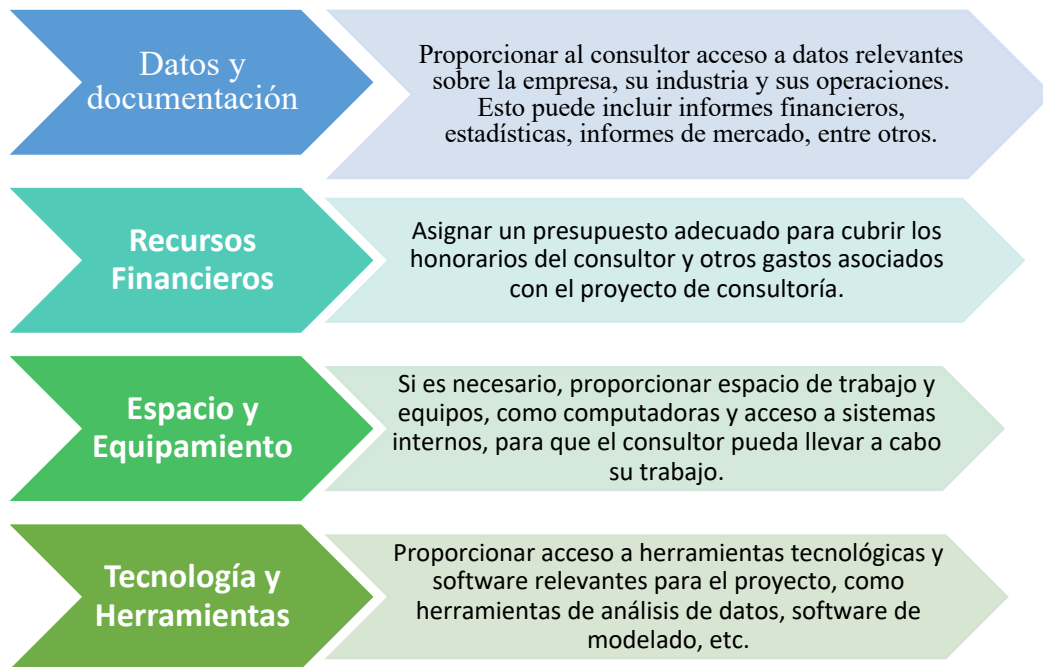 Datos y
documentación
Proporcionar al consultor acceso a datos relevantes
sobre la empresa, su industria y sus operaciones.
Esto puede incluir informes financieros,
estadísticas, informes de mercado, entre otros.
Recursos
Financieros
Asignar un presupuesto adecuado para cubrir los
honorarios del consultor y otros gastos asociados
con el proyecto de consultoría.
Espacio y
Equipamiento
Si es necesario, proporcionar espacio de trabajo y
equipos, como computadoras y acceso a sistemas
internos, para que el consultor pueda llevar a cabo
su trabajo.
Tecnología y
Herramientas
Proporcionar acceso a herramientas tecnológicas y
software relevantes para el proyecto, como
herramientas de análisis de datos, software de
modelado, etc.